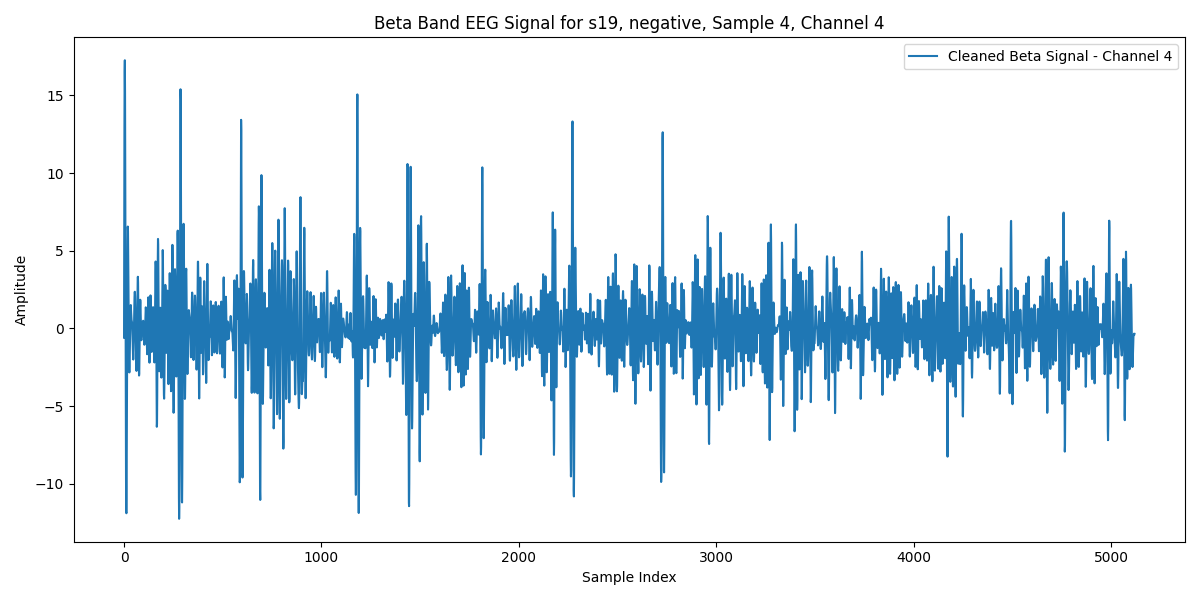 Beta Band EEG Signal for s19, negative, Sample 4, Channel 4
Cleaned Beta Signal - Channel 4
Amplitude
15
10
5
0
−5
−10
0 1000 2000 3000 4000 5000
Sample Index